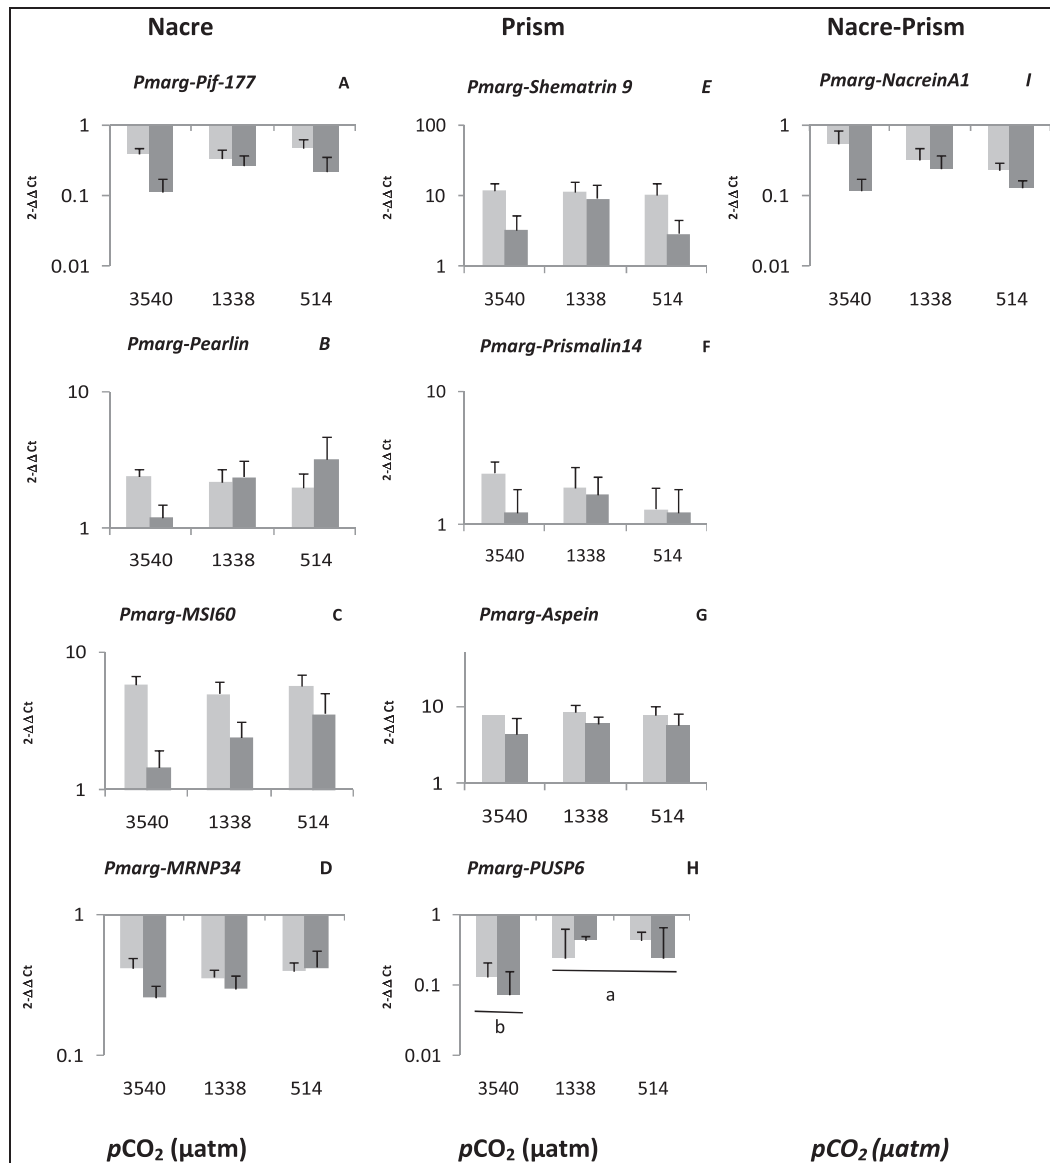 Nacre Prism Nacre-Prism
Pmarg-Pif-177 A
2-ΔΔCt
1
0.1
0.01
3540 1338 514
Pmarg-Shematrin 9 E
2-ΔΔCt
100
10
1
3540 1338 514
Pmarg-NacreinA1 I
2-ΔΔCt
1
0.1
0.01
3540 1338 514
Pmarg-Pearlin B
2-ΔΔCt
10
1
3540 1338 514
Pmarg-Prismalin14 F
2-ΔΔCt
10
1
3540 1338 514
Pmarg-MSI60 C
2-ΔΔCt
10
1
3540 1338 514
Pmarg-Aspein G
2-ΔΔCt
10
1
3540 1338 514
Pmarg-MRNP34 D
2-ΔΔCt
1
0.1
3540 1338 514
Pmarg-PUSP6 H
2-ΔΔCt
1
0.1
0.01
a
b
3540 1338 514
pCO₂ (µatm) pCO₂ (µatm) pCO₂ (µatm)